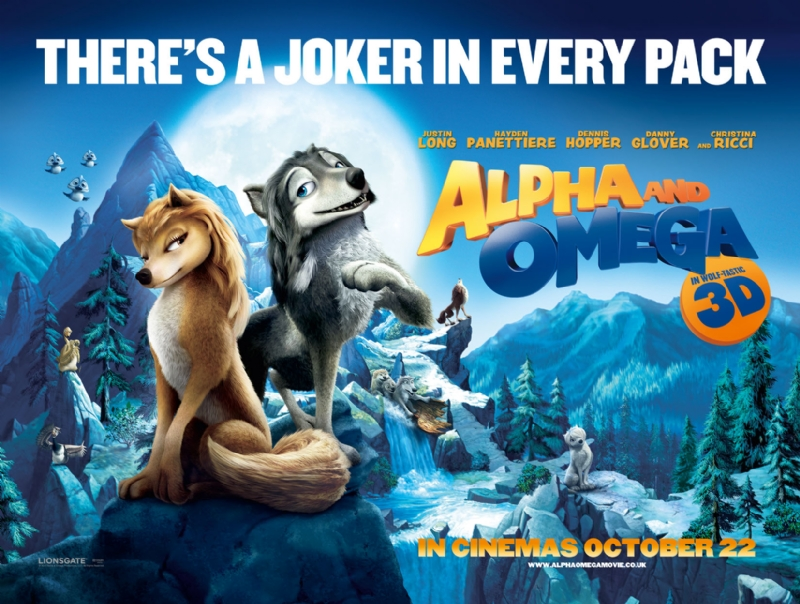 THERE'S A JOKER IN EVERY PACK
JUSTIN LONG HAYDEN PANETTIERE DENNIS HOPPER DANNY GLOVER AND CHRISTINA RICCI
ALPHA AND
OMEGA
IN WOLF-TASTIC
3D
IN CINEMAS OCTOBER 22
WWW.ALPHAOMEGAMOVIE.CO.UK
LIONSGATE